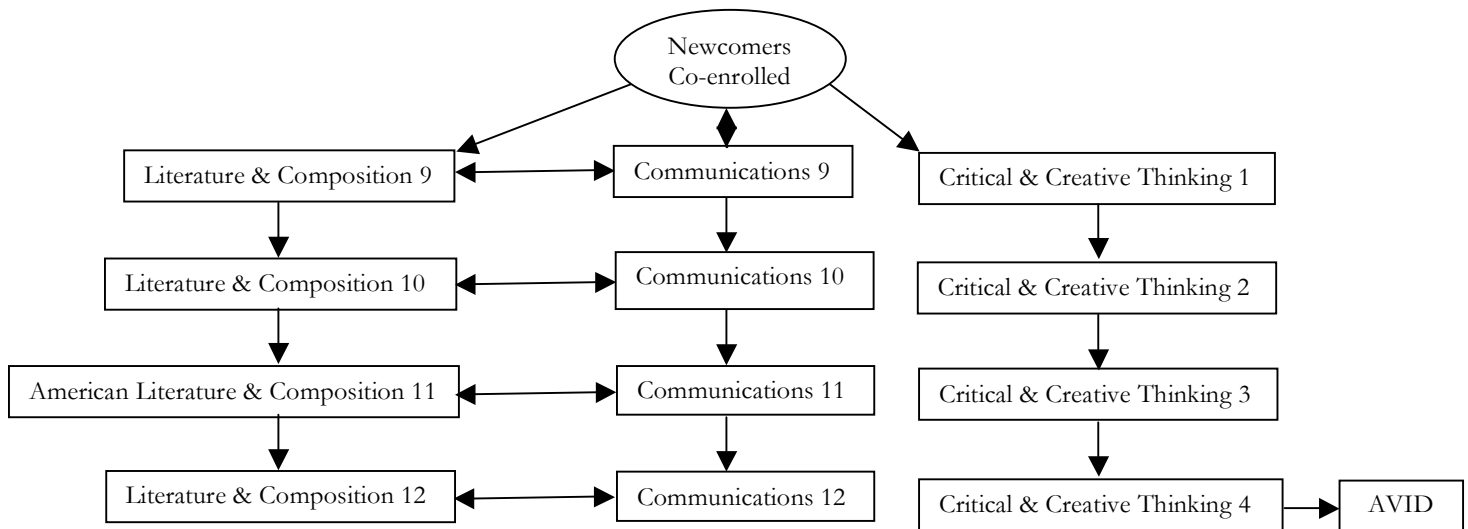 Newcomers
Co-enrolled
Literature & Composition 9
Communications 9
Critical & Creative Thinking 1
Literature & Composition 10
Communications 10
Critical & Creative Thinking 2
American Literature & Composition 11
Communications 11
Critical & Creative Thinking 3
Literature & Composition 12
Communications 12
Critical & Creative Thinking 4
AVID